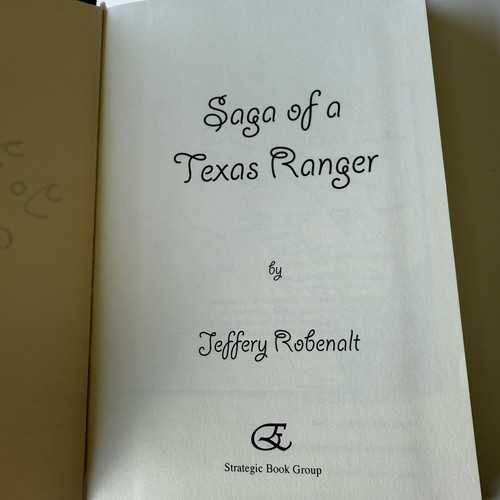 Saga of a
Texas Ranger
by
Jeffery Robenalt
Strategic Book Group